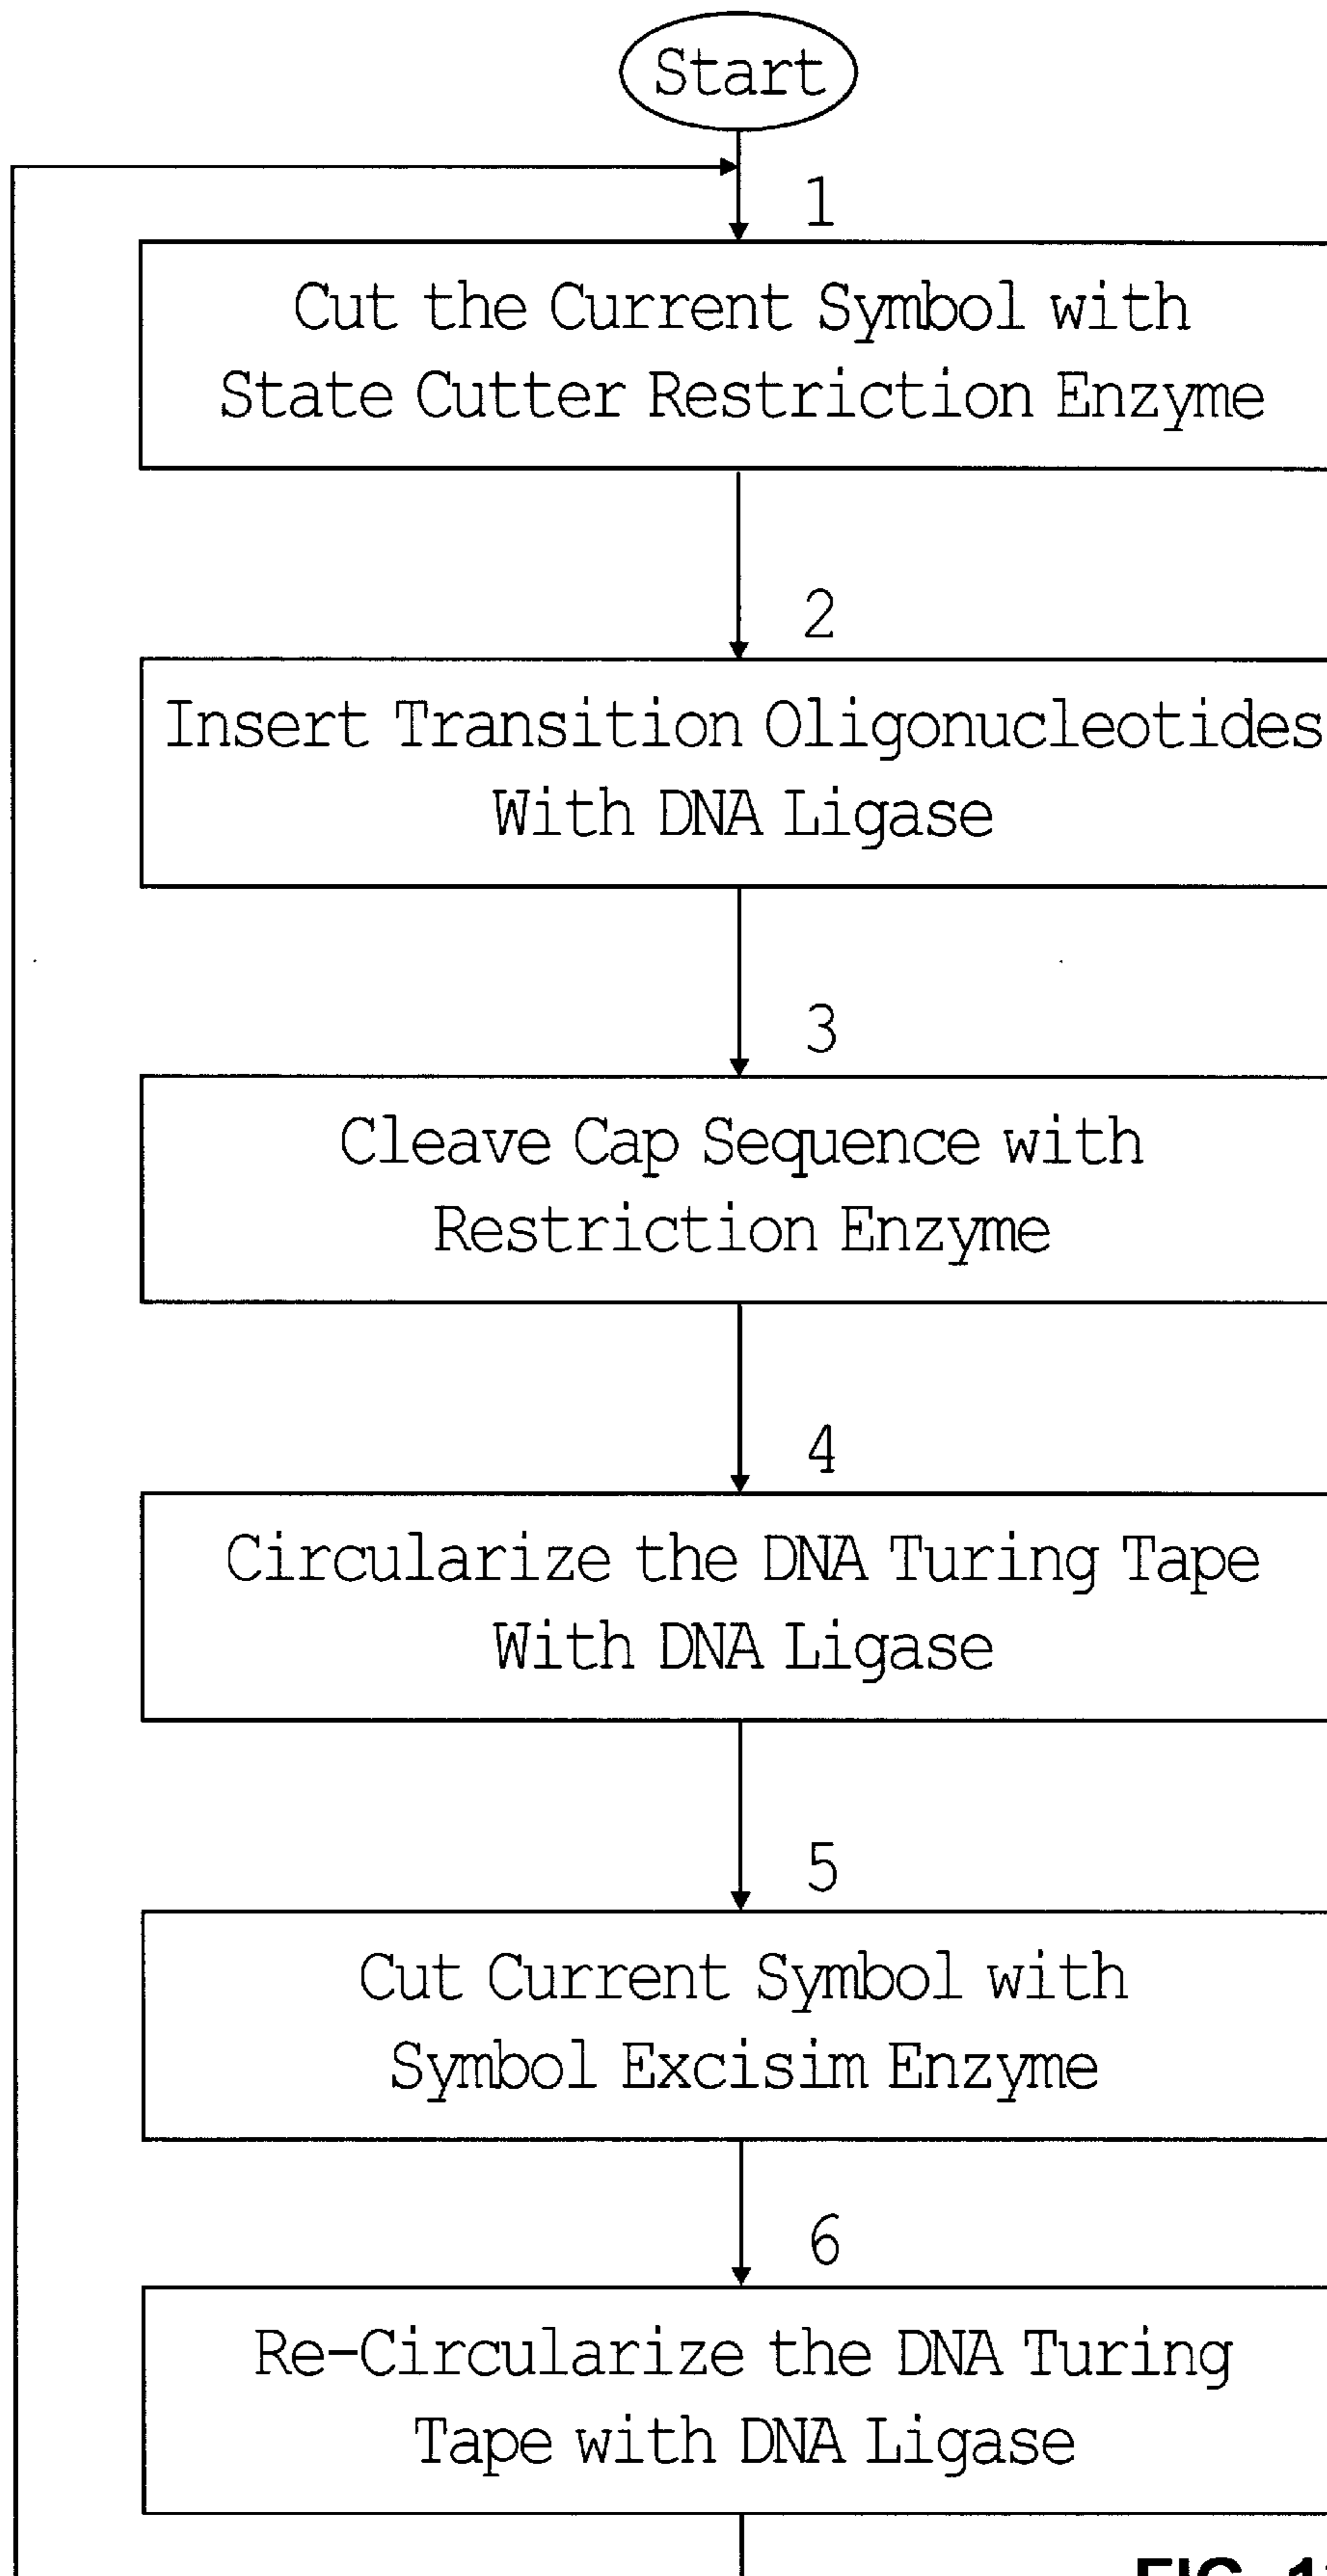 Start
1
Cut the Current Symbol with
State Cutter Restriction Enzyme
2
Insert Transition Oligonucleotides
With DNA Ligase
3
Cleave Cap Sequence with
Restriction Enzyme
4
Circularize the DNA Turing Tape
With DNA Ligase
5
Cut Current Symbol with
Symbol Excisim Enzyme
6
Re-Circularize the DNA Turing
Tape with DNA Ligase
FIG.